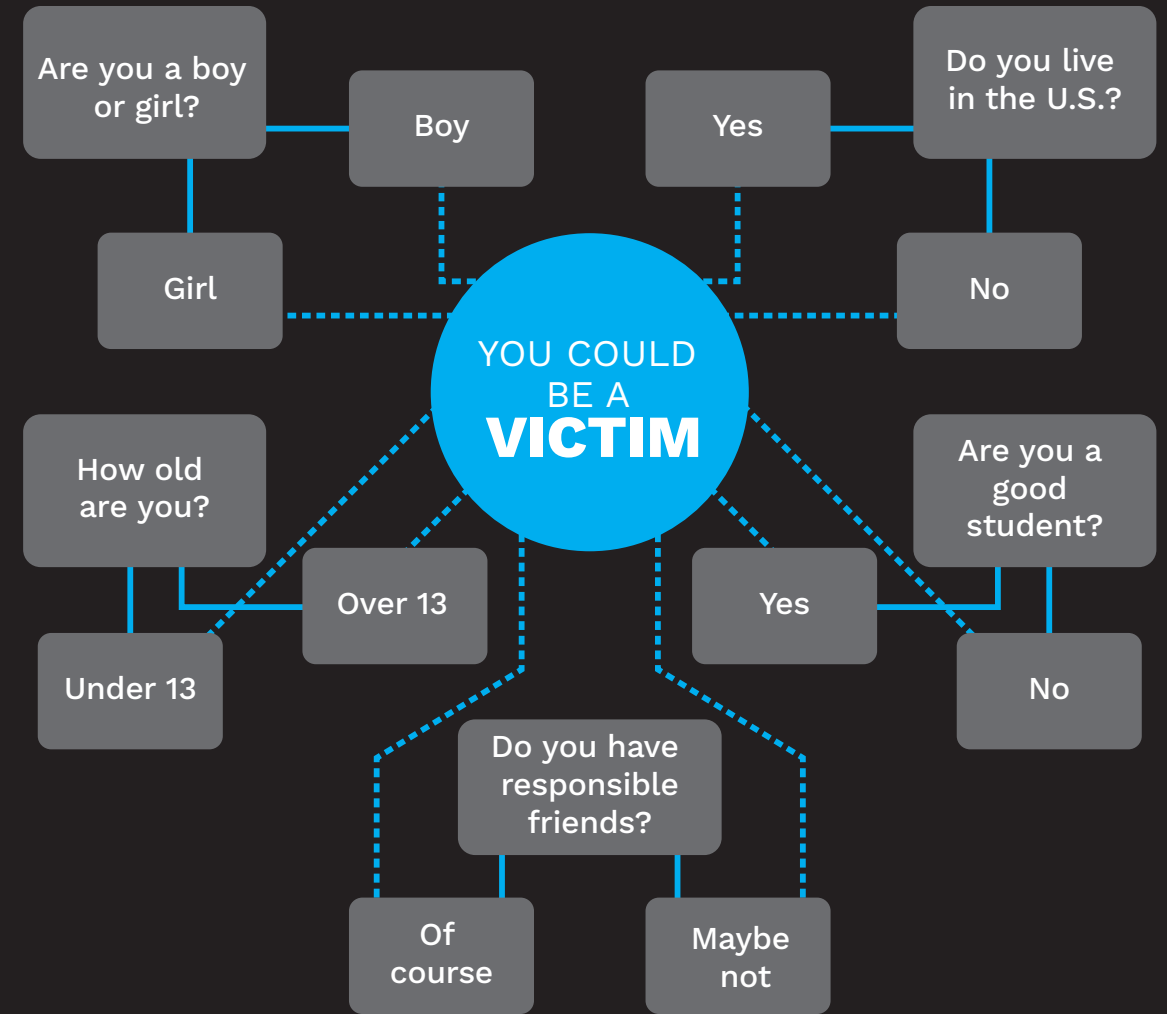 Are you a boy
or girl?
Boy
Girl
Yes
Do you live
in the U.S.?
No
YOU COULD
BE A
VICTIM
How old
are you?
Over 13
Under 13
Are you a
good
student?
Yes
No
Do you have
responsible
friends?
Of
course
Maybe
not